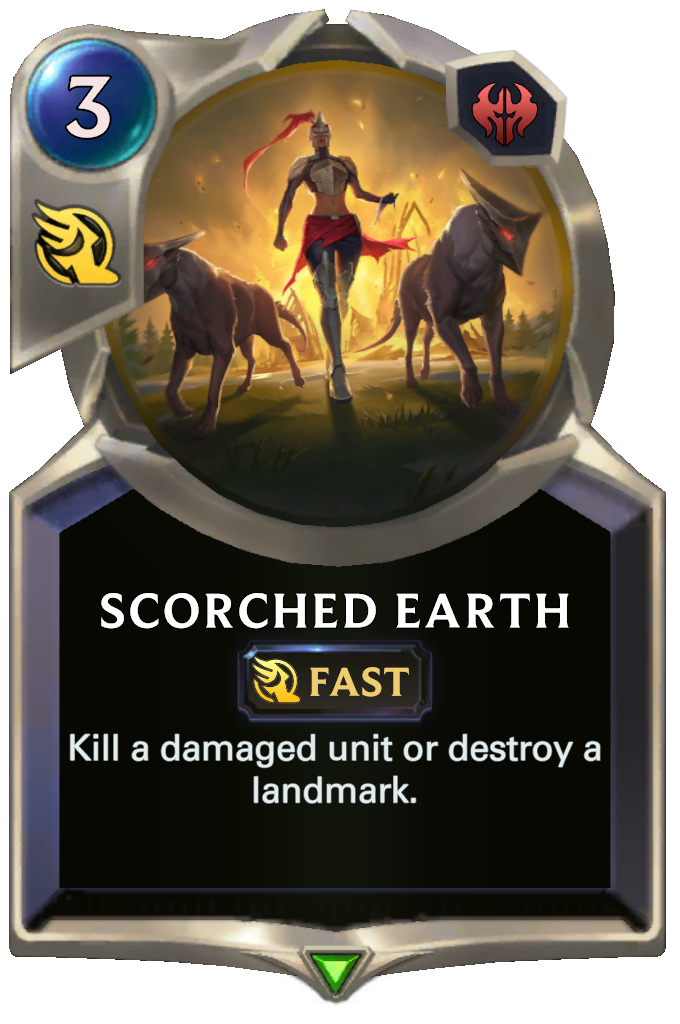 3
SCORCHED EARTH
FAST
Kill a damaged unit or destroy a
landmark.